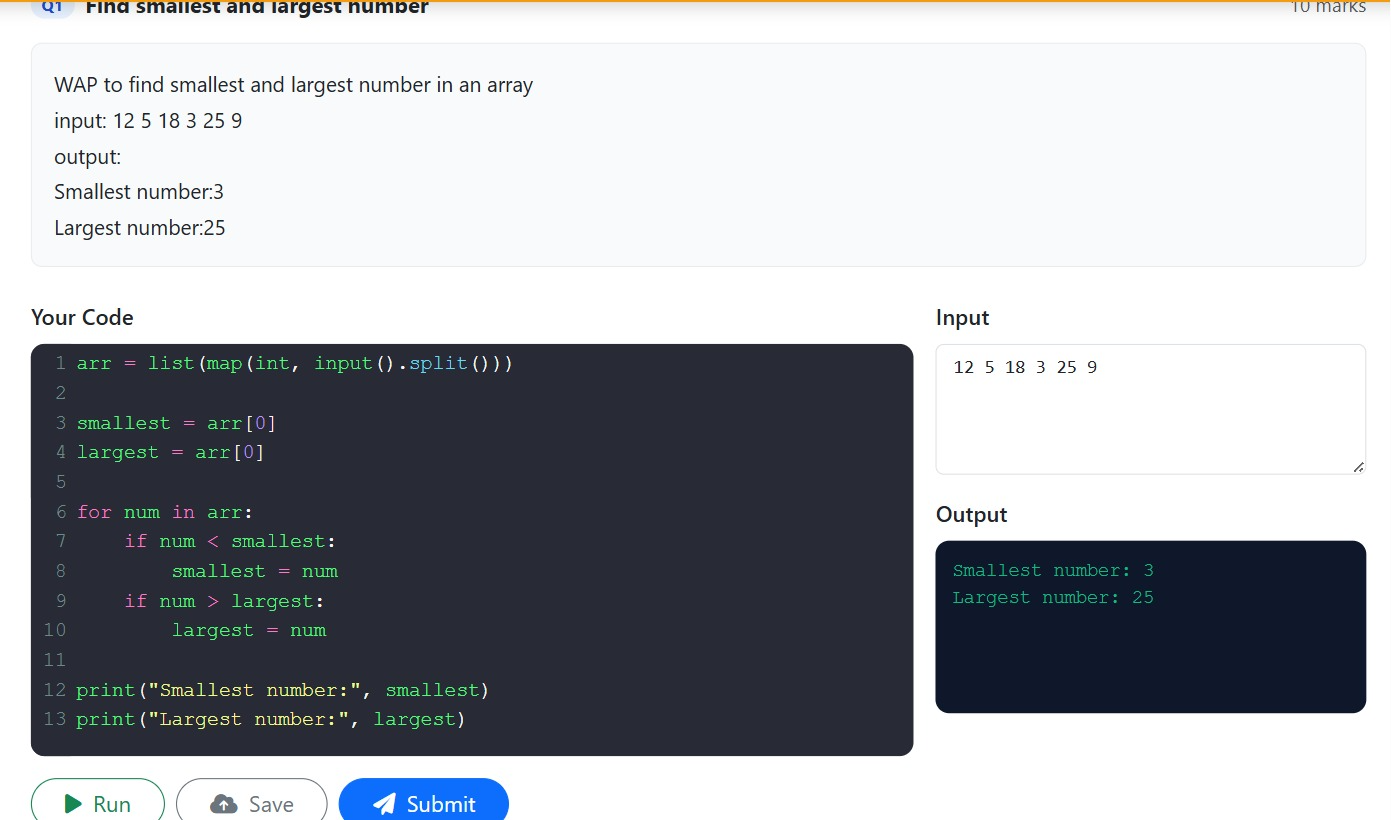 Q1 Find smallest and largest number 10 marks
WAP to find smallest and largest number in an array
input: 12 5 18 3 25 9
output:
Smallest number:3
Largest number:25
Your Code
1 arr = list(map(int, input().split()))
2
3 smallest = arr[0]
4 largest = arr[0]
5
6 for num in arr:
7     if num < smallest:
8         smallest = num
9     if num > largest:
10         largest = num
11
12 print("Smallest number:", smallest)
13 print("Largest number:", largest)
Input
12 5 18 3 25 9
Output
Smallest number: 3
Largest number: 25
Run Save Submit